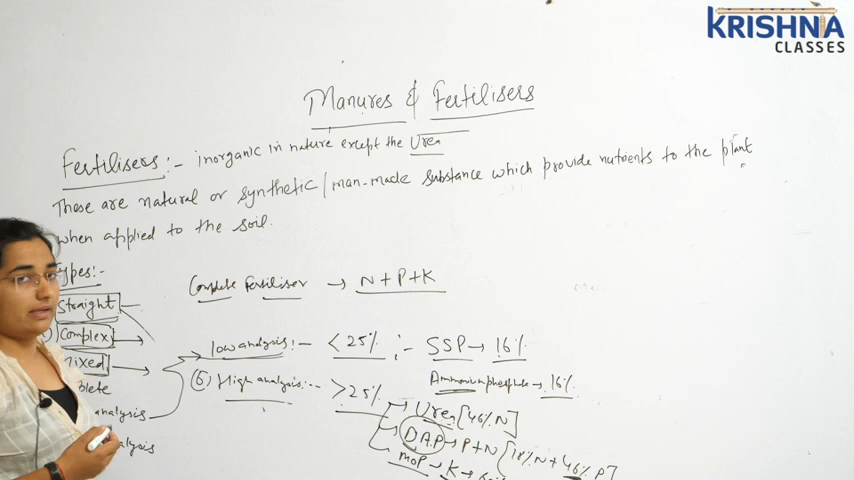 KRISHNA
CLASSES
Manures & Fertilisers
Fertilisers :- inorganic in nature except the Urea
These are natural or synthetic / man-made substance which provide nutrients to the plant
when applied to the soil.
Types:-
Straight
Complex
mixed
analysis
Complete Fertiliser → N+P+K
low analysis :- < 25% :- SSP → 16%
Ammonium phosphate → 16%
(6) High analysis :- > 25%
Urea [46% N]
DAP → P+N [18% N + 46% P]
MOP → K →